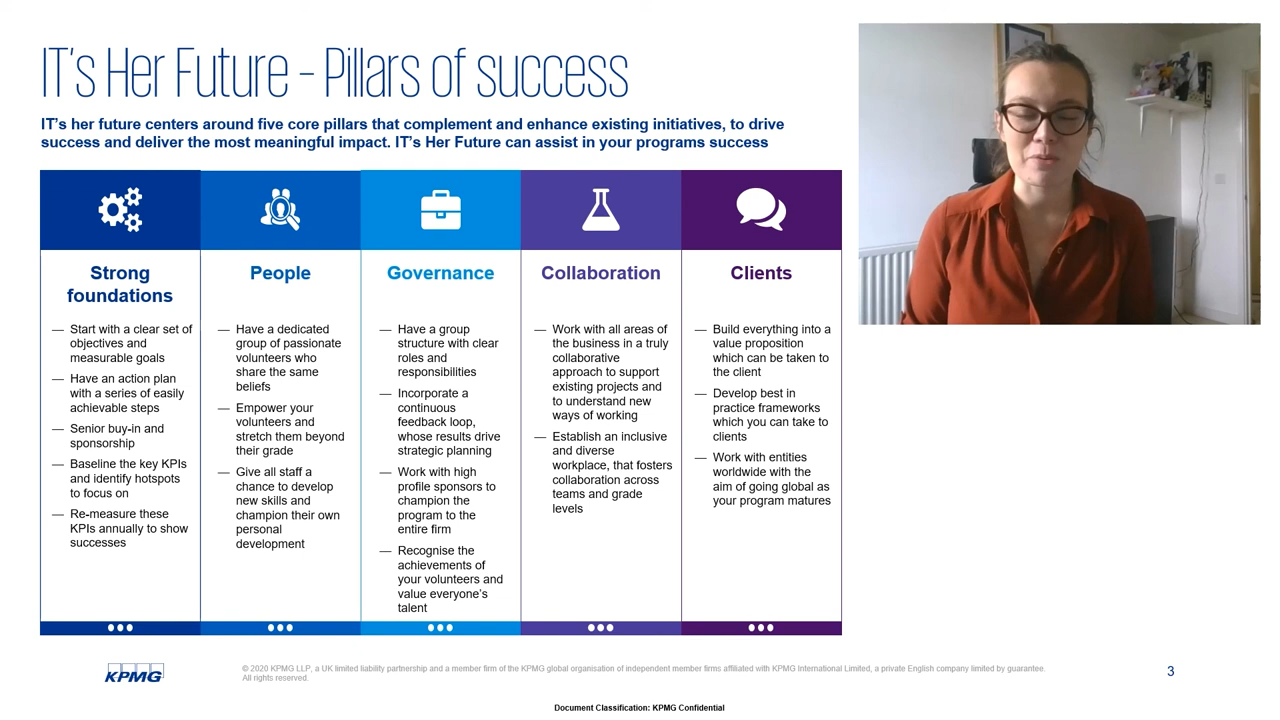 IT's Her Future – Pillars of success
IT's her future centers around five core pillars that complement and enhance existing initiatives, to drive
success and deliver the most meaningful impact. IT's Her Future can assist in your programs success
Strong
foundations
— Start with a clear set of
objectives and
measurable goals
— Have an action plan
with a series of easily
achievable steps
— Senior buy-in and
sponsorship
— Baseline the key KPIs
and identify hotspots
to focus on
— Re-measure these
KPIs annually to show
successes
People
— Have a dedicated
group of passionate
volunteers who
share the same
beliefs
— Empower your
volunteers and
stretch them beyond
their grade
— Give all staff a
chance to develop
new skills and
champion their own
personal
development
Governance
— Have a group
structure with clear
roles and
responsibilities
— Incorporate a
continuous
feedback loop,
whose results drive
strategic planning
— Work with high
profile sponsors to
champion the
program to the
entire firm
— Recognise the
achievements of
your volunteers and
value everyone's
talent
Collaboration
— Work with all areas of
the business in a truly
collaborative
approach to support
existing projects and
to understand new
ways of working
— Establish an inclusive
and diverse
workplace, that fosters
collaboration across
teams and grade
levels
Clients
— Build everything into a
value proposition
which can be taken to
the client
— Develop best in
practice frameworks
which you can take to
clients
— Work with entities
worldwide with the
aim of going global as
your program matures
KPMG
© 2020 KPMG LLP, a UK limited liability partnership and a member firm of the KPMG global organisation of independent member firms affiliated with KPMG International Limited, a private English company limited by guarantee.
All rights reserved.
3
Document Classification: KPMG Confidential